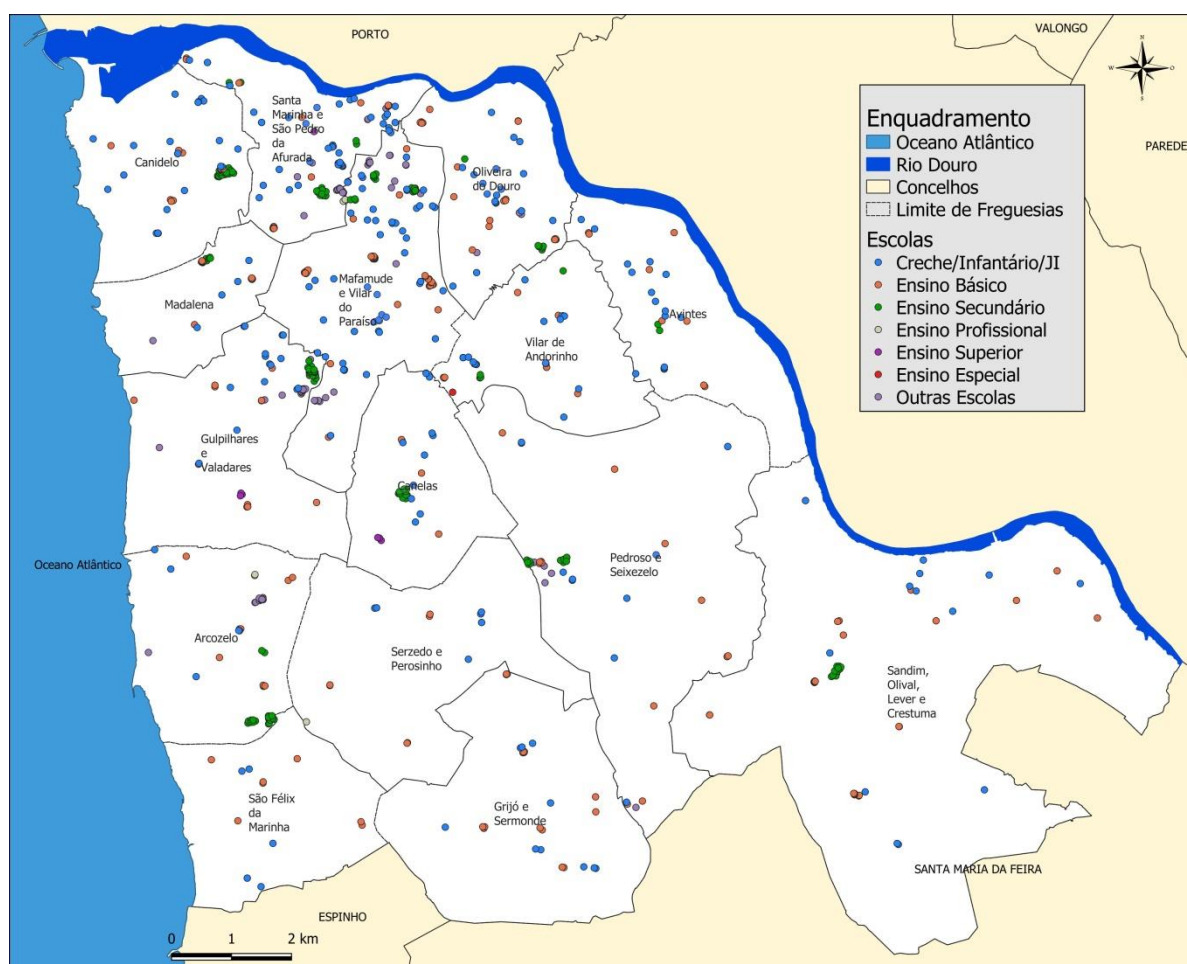 PORTO
VALONGO
N
W
O
S
PAREDE
Enquadramento
Oceano Atlântico
Rio Douro
Concelhos
Limite de Freguesias
Escolas
Creche/Infantário/JI
Ensino Básico
Ensino Secundário
Ensino Profissional
Ensino Superior
Ensino Especial
Outras Escolas
Santa
Marinha e
São Pedro
da
Afurada
Canidelo
Oliveira
do Douro
Mafamude
e Vilar
do
Paraíso
Madalena
Avintes
Vilar de
Andorinho
Gulpilhares
e
Valadares
Canelas
Oceano Atlântico
Pedroso e
Seixezelo
Arcozelo
Serzedo e
Perosinho
Sandim,
Olival,
Lever e
Crestuma
São Félix
da
Marinha
Grijó e
Sermonde
SANTA MARIA DA FEIRA
ESPINHO
0 1 2 km